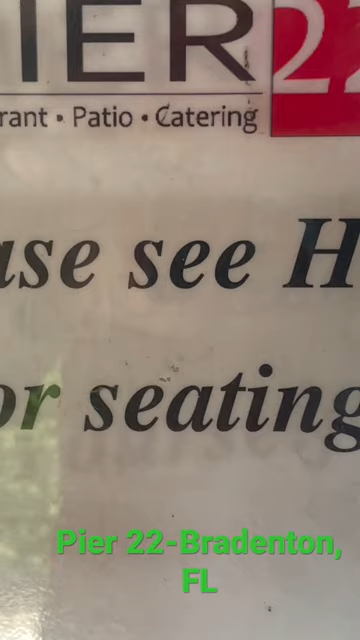 IER 22
rant • Patio • Catering
ase see H
or seating
Pier 22-Bradenton,
FL